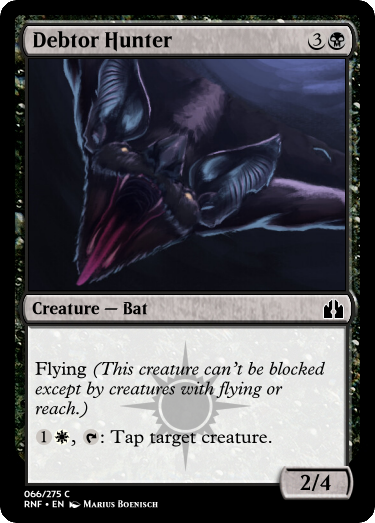 Debtor Hunter 3
Creature — Bat
Flying (This creature can't be blocked
except by creatures with flying or
reach.)
1 , : Tap target creature.
2/4
066/275 C
RNF • EN Marius Boenisch